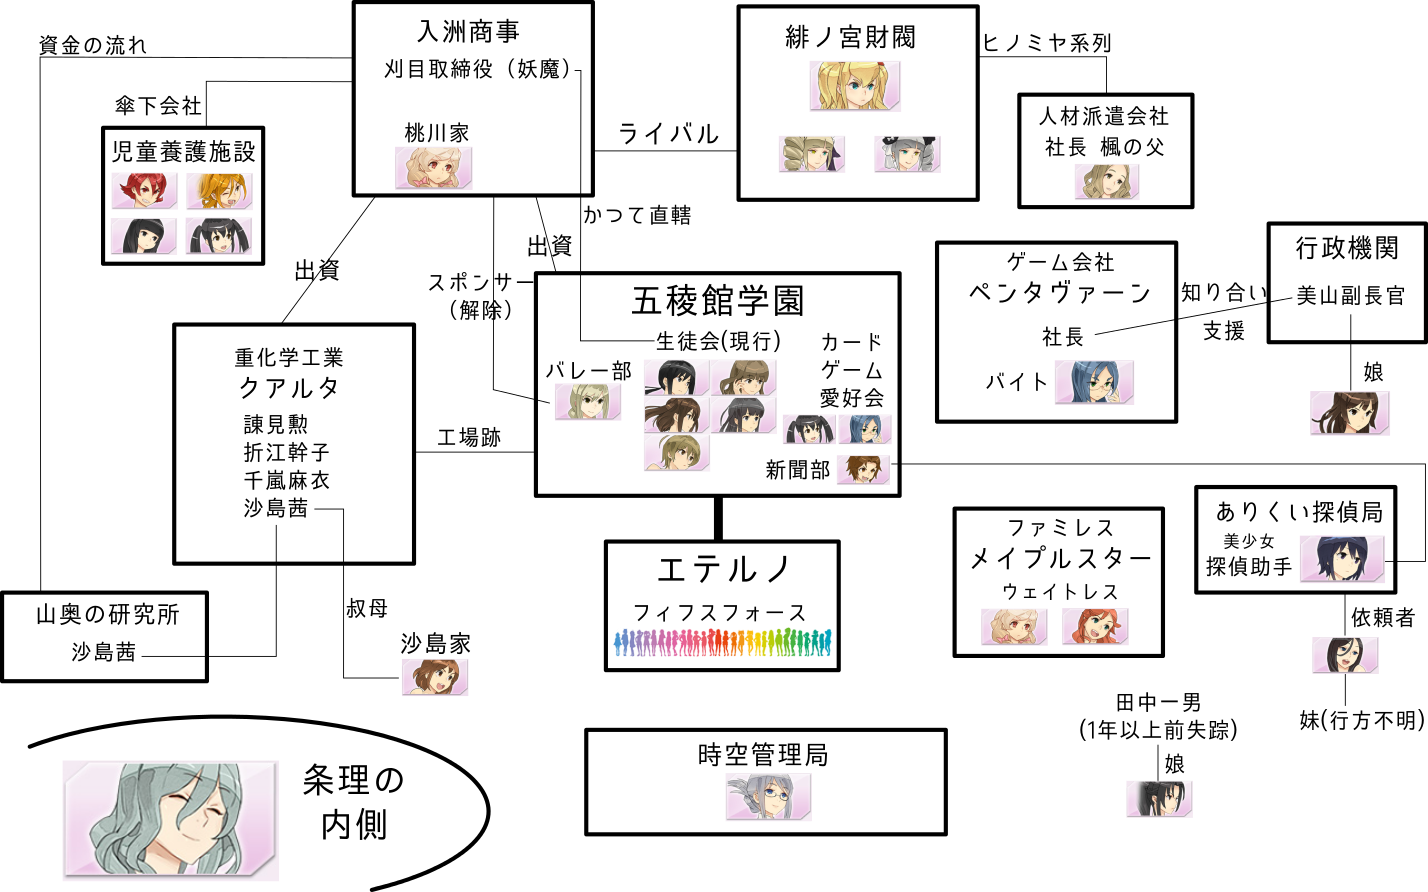 資金の流れ
入洲商事
刈目取締役（妖魔）
桃川家
傘下会社
児童養護施設
ライバル
緋ノ宮財閥
ヒノミヤ系列
人材派遣会社
社長 楓の父
かつて直轄
出資
出資
スポンサー
（解除）
五稜館学園
生徒会(現行)
バレー部
カード
ゲーム
愛好会
新聞部
ゲーム会社
ペンタヴァーン
社長
バイト
知り合い
支援
行政機関
美山副長官
娘
重化学工業
クアルタ
諌見勲
折江幹子
千嵐麻衣
沙島茜
工場跡
エテルノ
フィフスフォース
ファミレス
メイプルスター
ウェイトレス
ありくい探偵局
美少女
探偵助手
依頼者
妹(行方不明)
山奥の研究所
沙島茜
叔母
沙島家
田中一男
(1年以上前失踪)
娘
時空管理局
条理の
内側